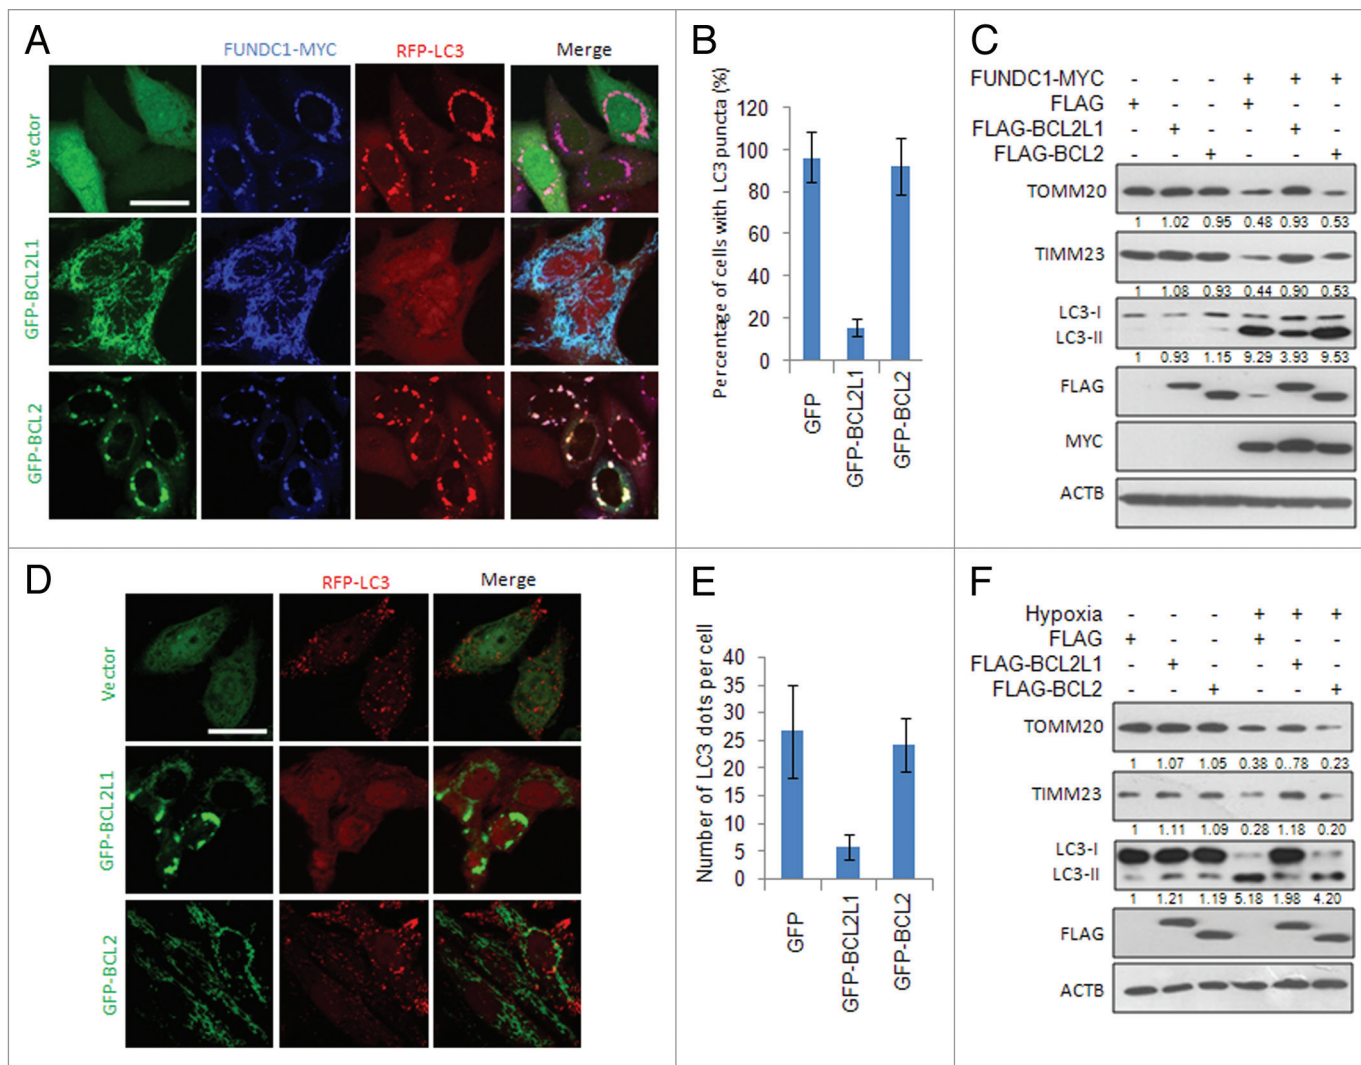 A
FUNDC1-MYC RFP-LC3 Merge
Vector
GFP-BCL2L1
GFP-BCL2
B
Percentage of cells with LC3 puncta (%)
120
100
80
60
40
20
0
GFP
GFP-BCL2L1
GFP-BCL2
C
FUNDC1-MYC - - - + + +
FLAG + - - + - -
FLAG-BCL2L1 - + - - + -
FLAG-BCL2 - - + - - +
TOMM20
1 1.02 0.95 0.48 0.93 0.53
TIMM23
1 1.08 0.93 0.44 0.90 0.53
LC3-I
LC3-II
1 0.93 1.15 9.29 3.93 9.53
FLAG
MYC
ACTB
D
RFP-LC3 Merge
Vector
GFP-BCL2L1
GFP-BCL2
E
Number of LC3 dots per cell
40
35
30
25
20
15
10
5
0
GFP
GFP-BCL2L1
GFP-BCL2
F
Hypoxia - - - + + +
FLAG + - - + - -
FLAG-BCL2L1 - + - - + -
FLAG-BCL2 - - + - - +
TOMM20
1 1.07 1.05 0.38 0..78 0.23
TIMM23
1 1.11 1.09 0.28 1.18 0.20
LC3-I
LC3-II
1 1.21 1.19 5.18 1.98 4.20
FLAG
ACTB